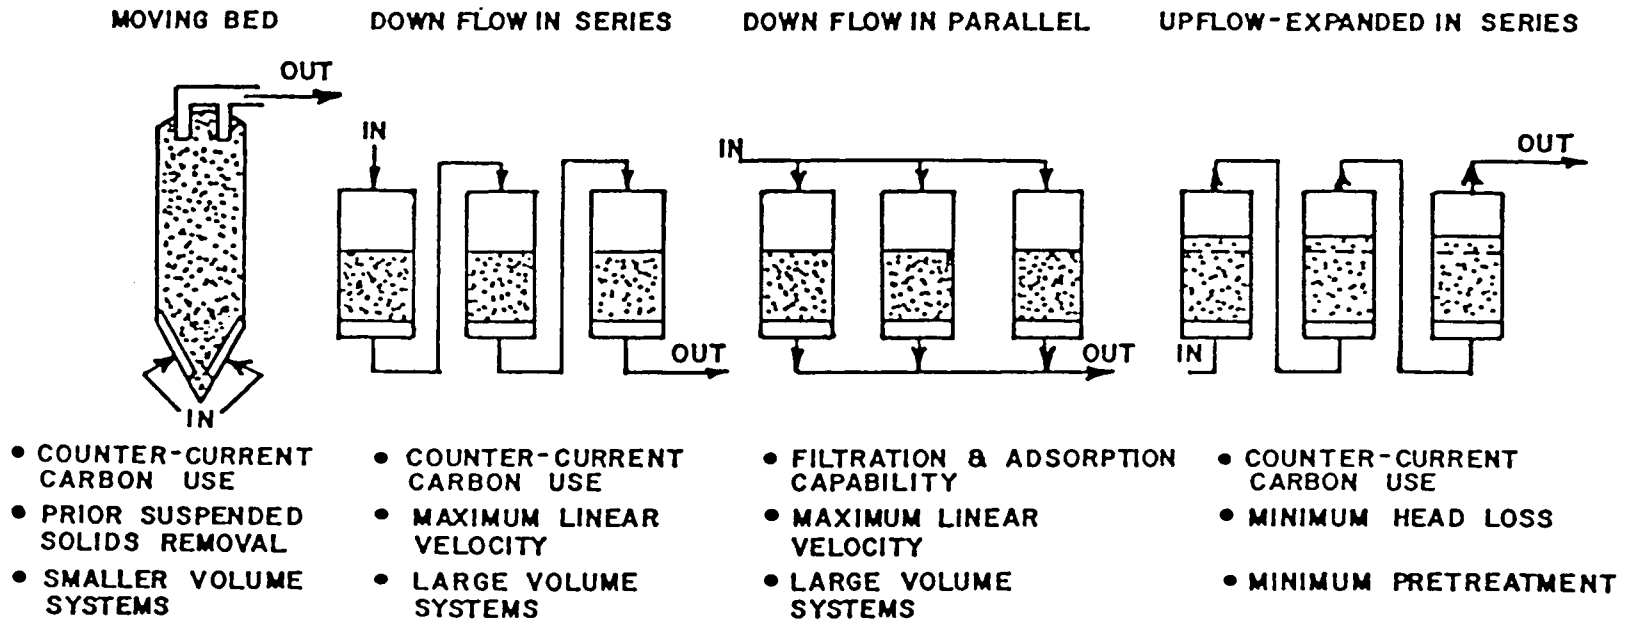 MOVING BED
OUT
IN
• COUNTER-CURRENT
CARBON USE
• PRIOR SUSPENDED
SOLIDS REMOVAL
• SMALLER VOLUME
SYSTEMS
DOWN FLOW IN SERIES
IN
OUT
• COUNTER-CURRENT
CARBON USE
• MAXIMUM LINEAR
VELOCITY
• LARGE VOLUME
SYSTEMS
DOWN FLOW IN PARALLEL
IN
OUT
• FILTRATION & ADSORPTION
CAPABILITY
• MAXIMUM LINEAR
VELOCITY
• LARGE VOLUME
SYSTEMS
UPFLOW-EXPANDED IN SERIES
OUT
IN
• COUNTER-CURRENT
CARBON USE
• MINIMUM HEAD LOSS
• MINIMUM PRETREATMENT